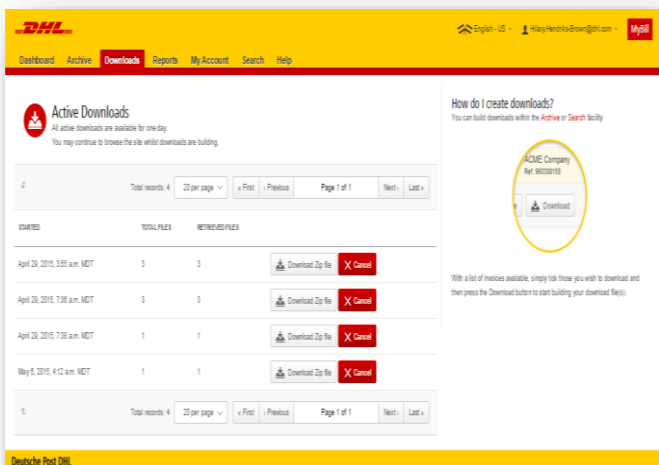 DHL
English - US
Hilary.Hendriks-Brown@dhl.com
MyBill
Dashboard Archive Downloads Reports My Account Search Help
Active Downloads
All active downloads are available for one day.
You may continue to browse the site whilst downloads are building.
How do I create downloads?
You can build downloads within the Archive or Search facility
ACME Company
Ref: 960308150
Download
With a list of invoices available, simply tick those you wish to download and
then press the Download button to start building your download file(s).
Total records: 4 20 per page « First ‹ Previous Page 1 of 1 Next › Last »
STARTED TOTAL FILES RETRIEVED FILES
April 29, 2015, 3:55 a.m. MDT 3 3 Download Zip file X Cancel
April 29, 2015, 7:36 a.m. MDT 3 3 Download Zip file X Cancel
April 29, 2015, 7:38 a.m. MDT 1 1 Download Zip file X Cancel
May 6, 2015, 4:12 a.m. MDT 1 1 Download Zip file X Cancel
Total records: 4 20 per page « First ‹ Previous Page 1 of 1 Next › Last »
Deutsche Post DHL